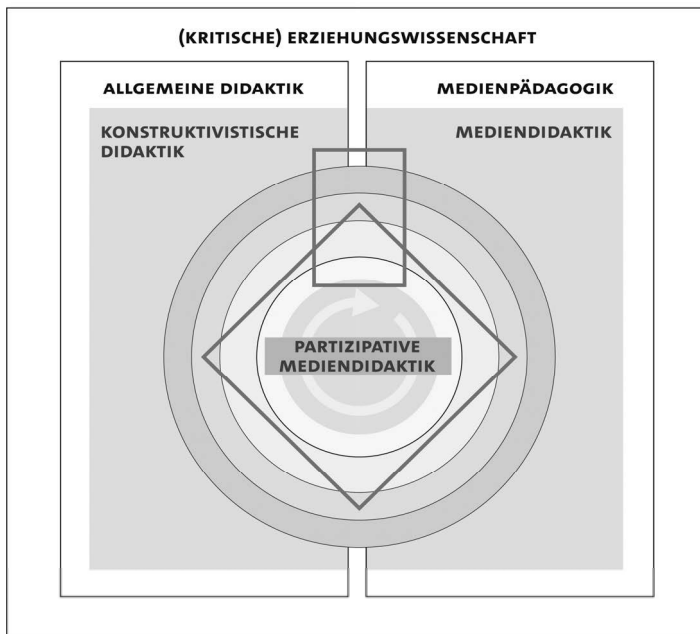 (KRITISCHE) ERZIEHUNGSWISSENSCHAFT
ALLGEMEINE DIDAKTIK
MEDIENPÄDAGOGIK
KONSTRUKTIVISTISCHE
DIDAKTIK
MEDIENDIDAKTIK
PARTIZIPATIVE
MEDIENDIDAKTIK